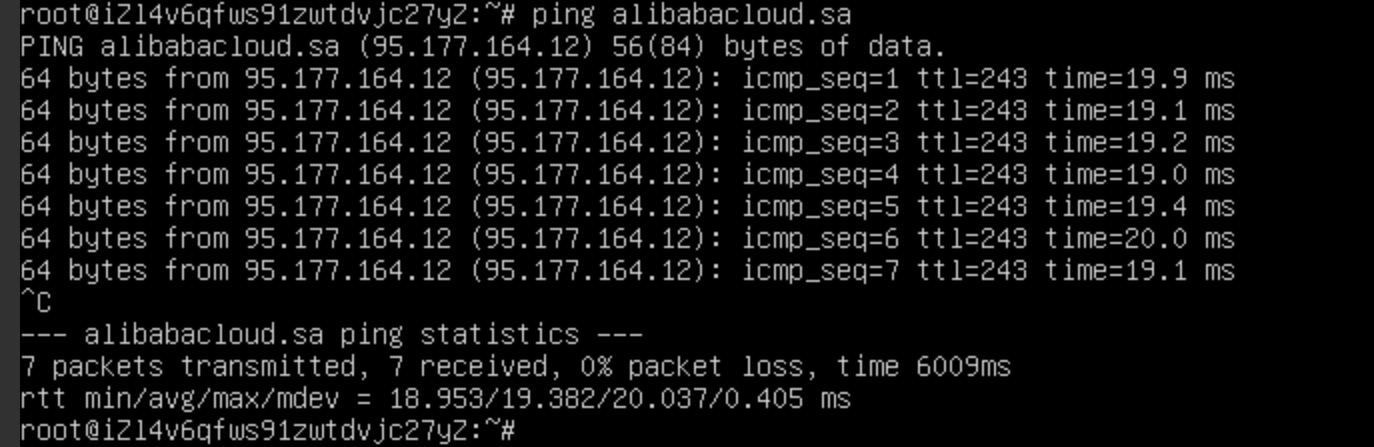 root@iZl4v6qfws91zwtdvjc27yZ:~# ping alibabacloud.sa
PING alibabacloud.sa (95.177.164.12) 56(84) bytes of data.
64 bytes from 95.177.164.12 (95.177.164.12): icmp_seq=1 ttl=243 time=19.9 ms
64 bytes from 95.177.164.12 (95.177.164.12): icmp_seq=2 ttl=243 time=19.1 ms
64 bytes from 95.177.164.12 (95.177.164.12): icmp_seq=3 ttl=243 time=19.2 ms
64 bytes from 95.177.164.12 (95.177.164.12): icmp_seq=4 ttl=243 time=19.0 ms
64 bytes from 95.177.164.12 (95.177.164.12): icmp_seq=5 ttl=243 time=19.4 ms
64 bytes from 95.177.164.12 (95.177.164.12): icmp_seq=6 ttl=243 time=20.0 ms
64 bytes from 95.177.164.12 (95.177.164.12): icmp_seq=7 ttl=243 time=19.1 ms
^C
--- alibabacloud.sa ping statistics ---
7 packets transmitted, 7 received, 0% packet loss, time 6009ms
rtt min/avg/max/mdev = 18.953/19.382/20.037/0.405 ms
root@iZl4v6qfws91zwtdvjc27yZ:~#